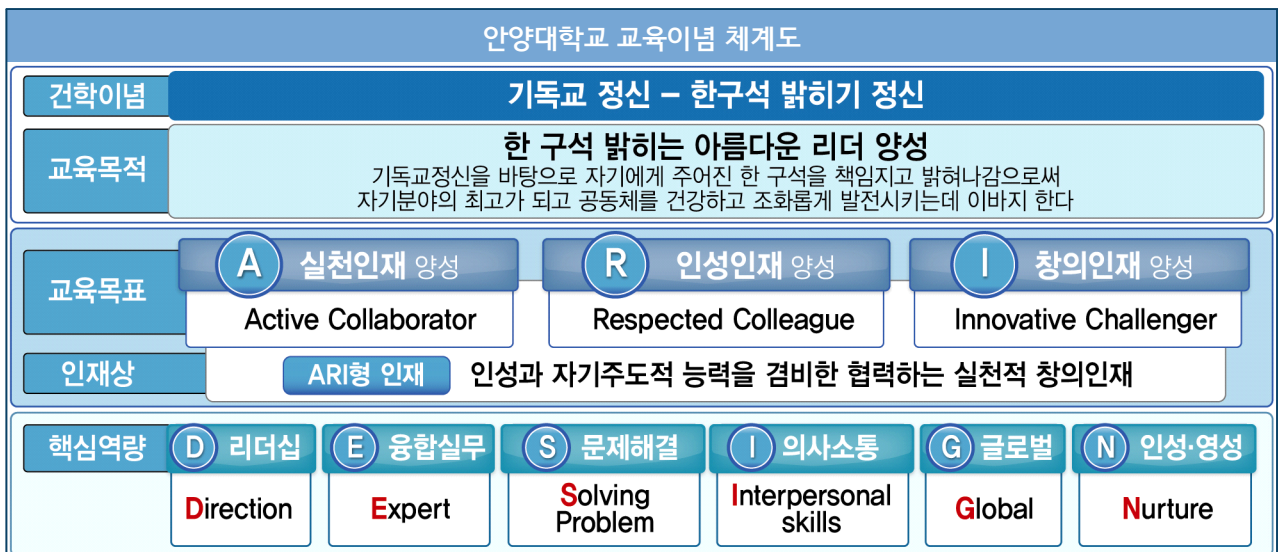 안양대학교 교육이념 체계도
건학이념
기독교 정신 – 한구석 밝히기 정신
교육목적
한 구석 밝히는 아름다운 리더 양성
기독교정신을 바탕으로 자기에게 주어진 한 구석을 책임지고 밝혀나감으로써
자기분야의 최고가 되고 공동체를 건강하고 조화롭게 발전시키는데 이바지 한다
교육목표
A 실천인재 양성
Active Collaborator
R 인성인재 양성
Respected Colleague
I 창의인재 양성
Innovative Challenger
인재상
ARI형 인재 인성과 자기주도적 능력을 겸비한 협력하는 실천적 창의인재
핵심역량
D 리더십
Direction
E 융합실무
Expert
S 문제해결
Solving
Problem
I 의사소통
Interpersonal
skills
G 글로벌
Global
N 인성·영성
Nurture